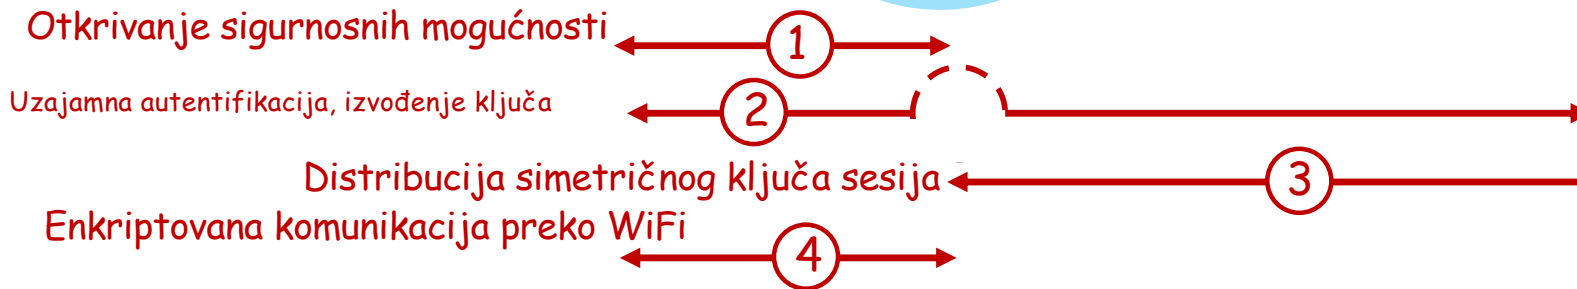 Otkrivanje sigurnosnih mogućnosti
1
Uzajamna autentifikacija, izvođenje ključa
2
Distribucija simetričnog ključa sesija
3
Enkriptovana komunikacija preko WiFi
4